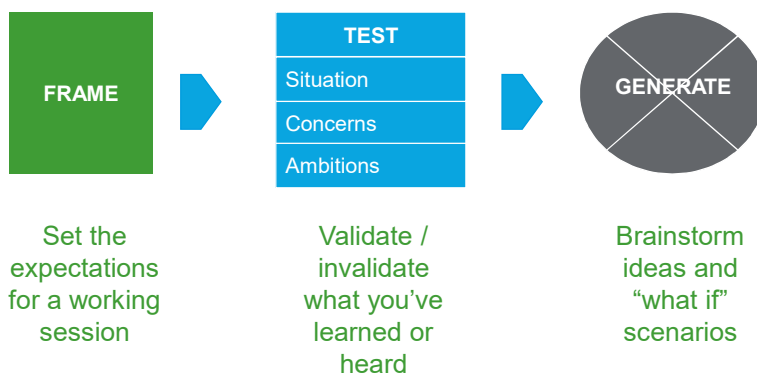 FRAME
TEST
Situation
Concerns
Ambitions
GENERATE
Set the
expectations
for a working
session
Validate /
invalidate
what you’ve
learned or
heard
Brainstorm
ideas and
“what if”
scenarios